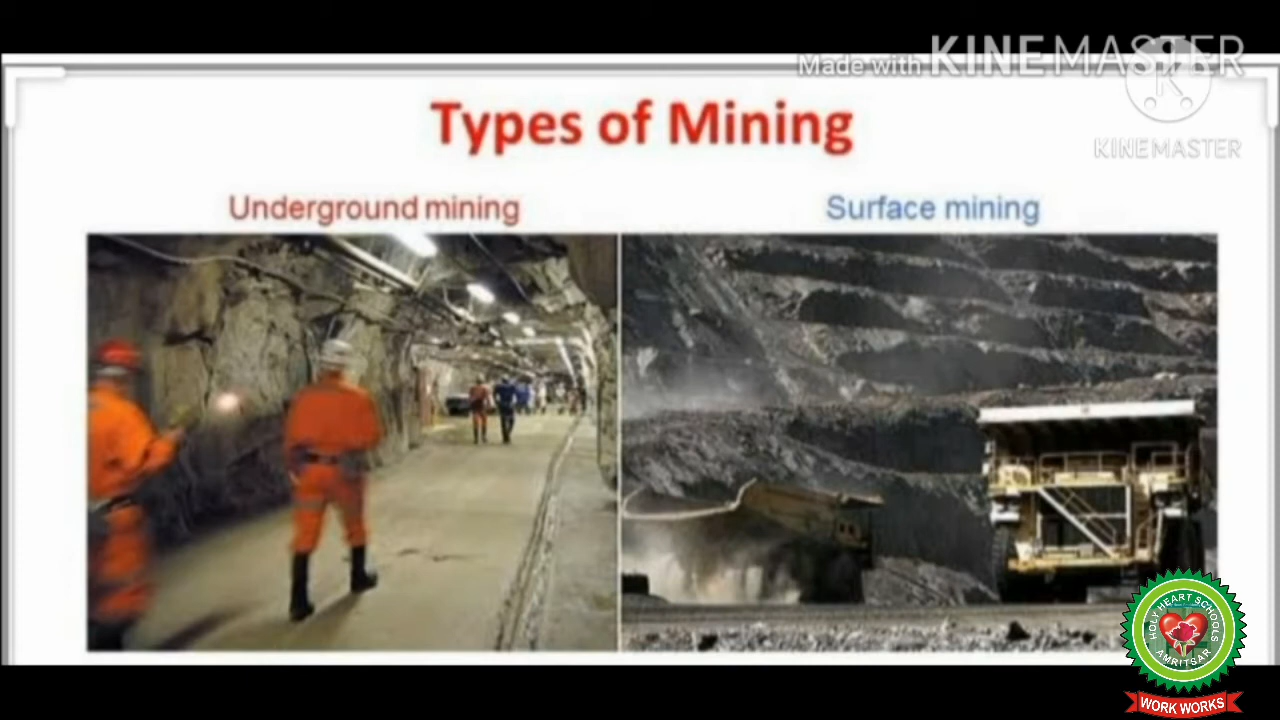 Made with KINEMASTER
K
KINEMASTER
Types of Mining
Underground mining
Surface mining
HOLY HEART SCHOOLS
AMRITSAR
WORK WORKS